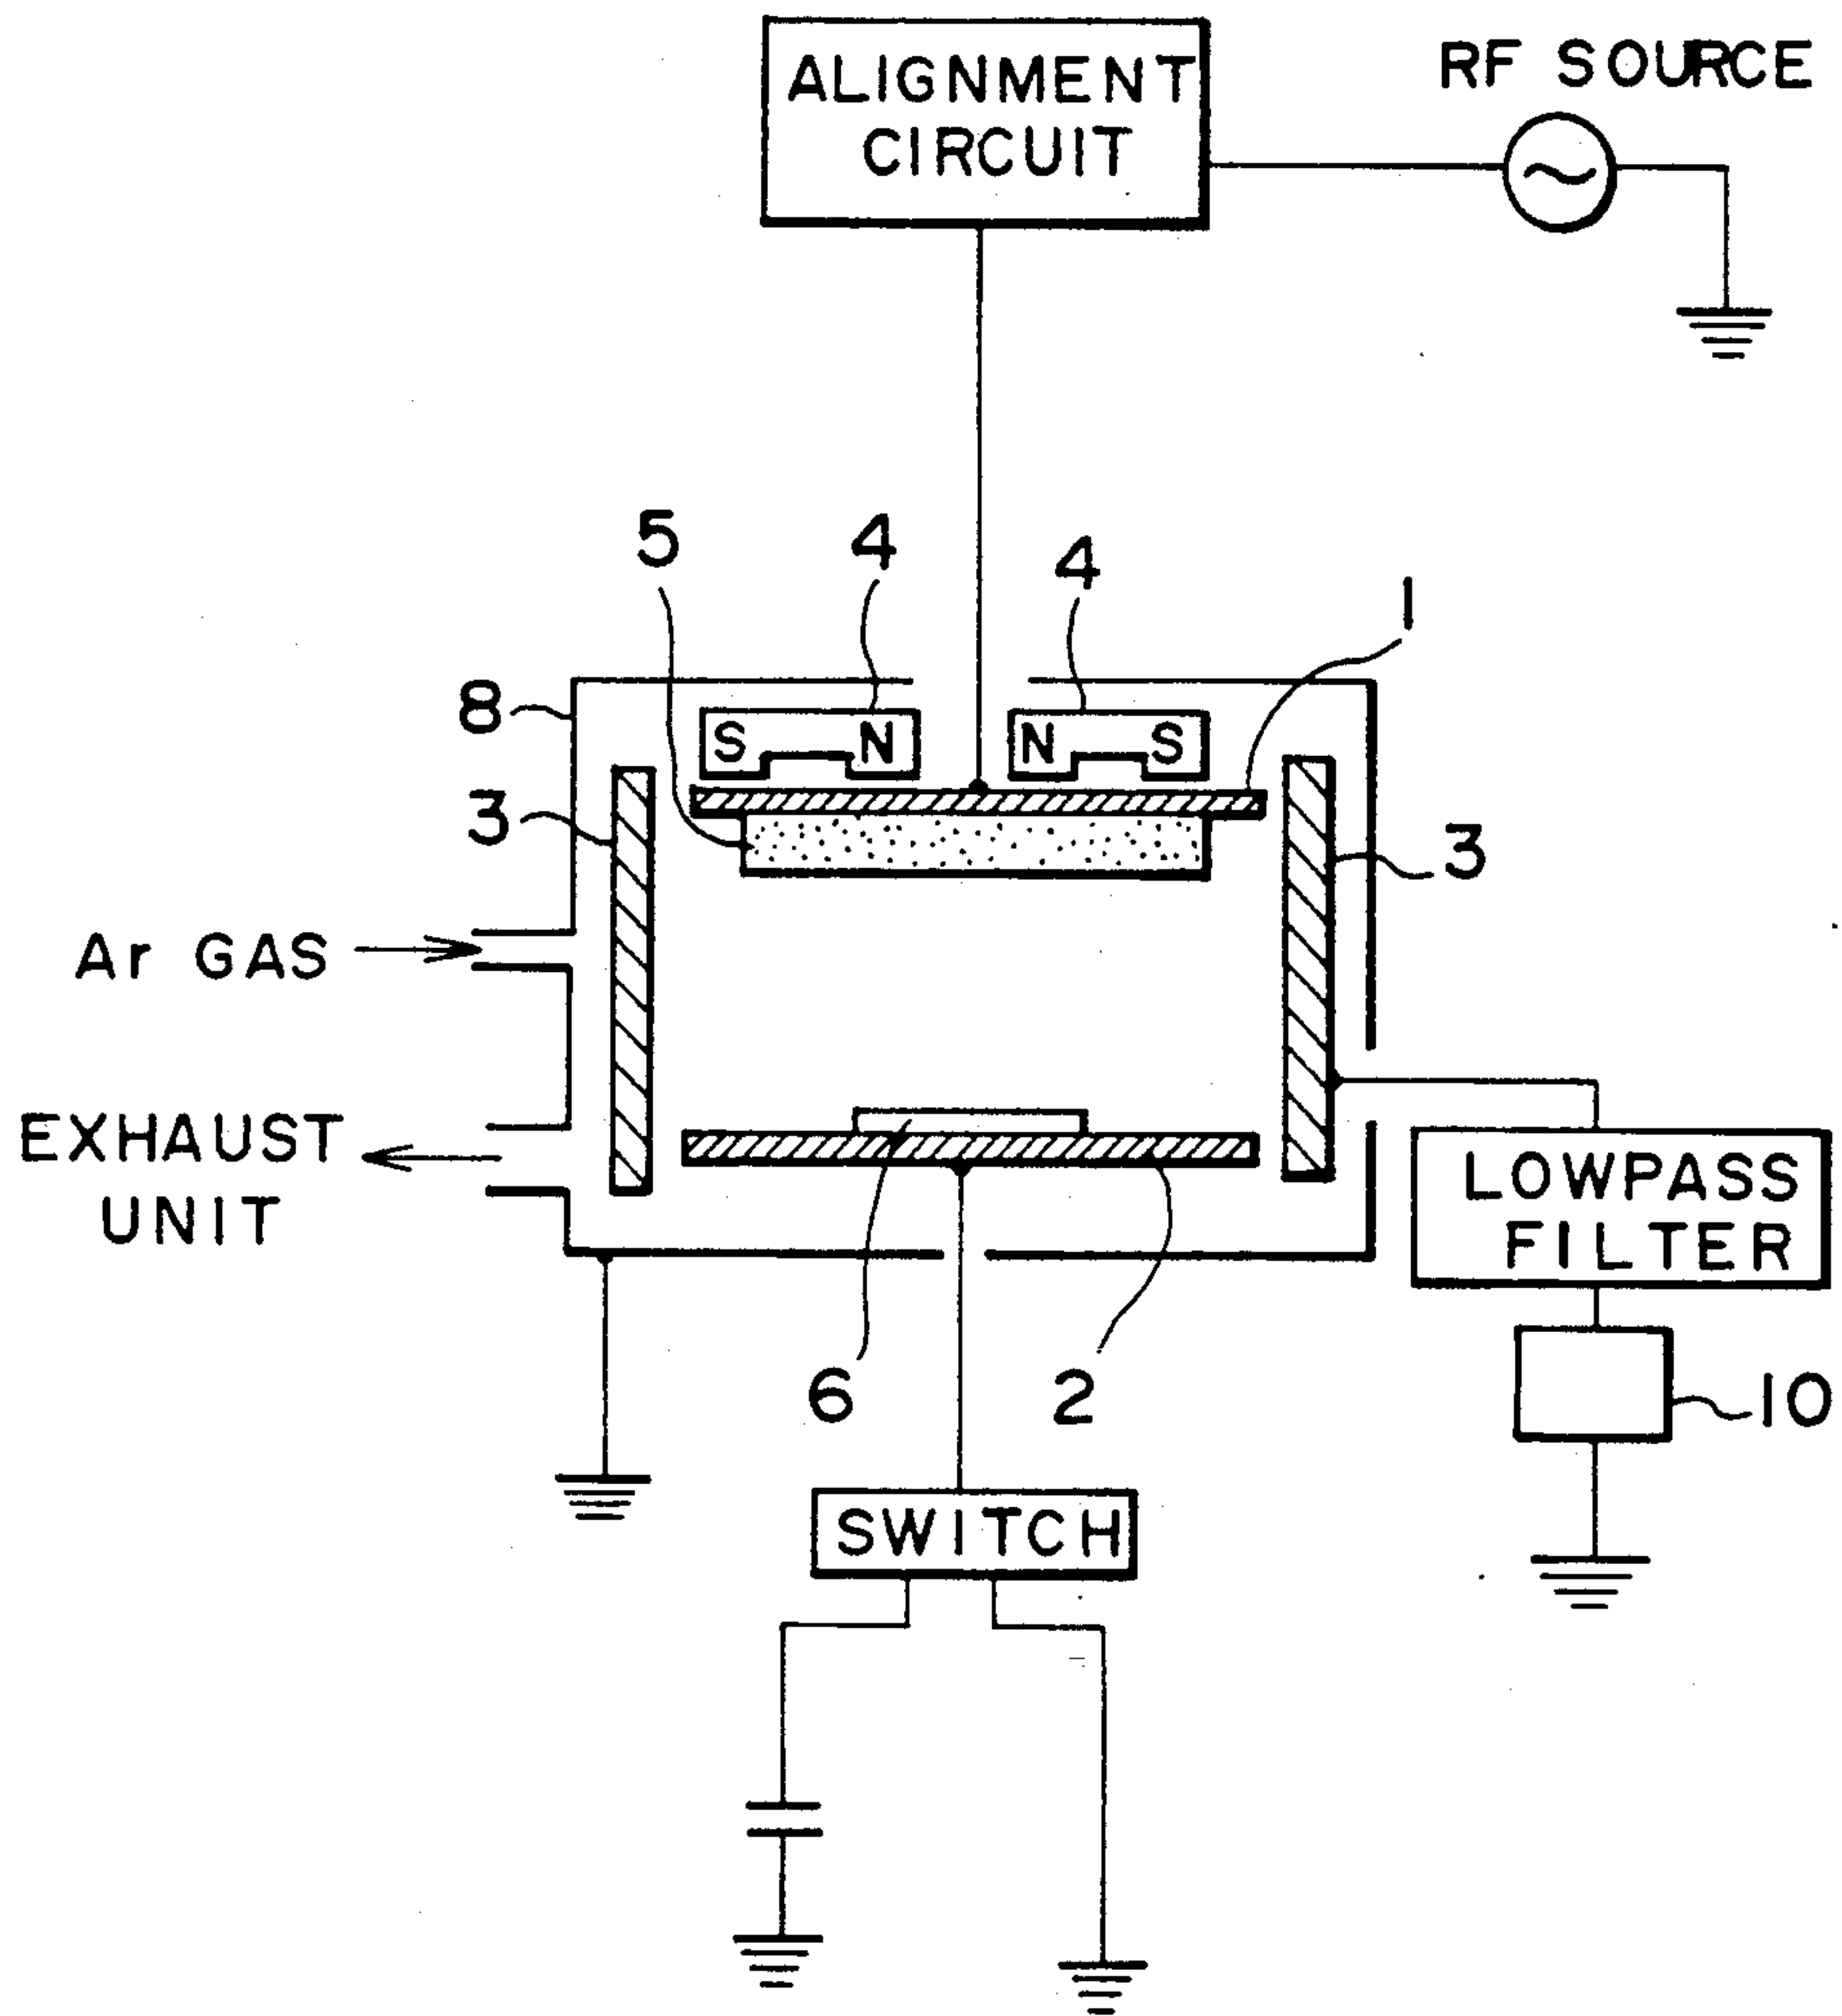 ALIGNMENT
CIRCUIT
RF SOURCE
~
5
4
4
1
8
S N
N S
3
3
Ar GAS
EXHAUST
UNIT
LOWPASS
FILTER
6
2
10
SWITCH